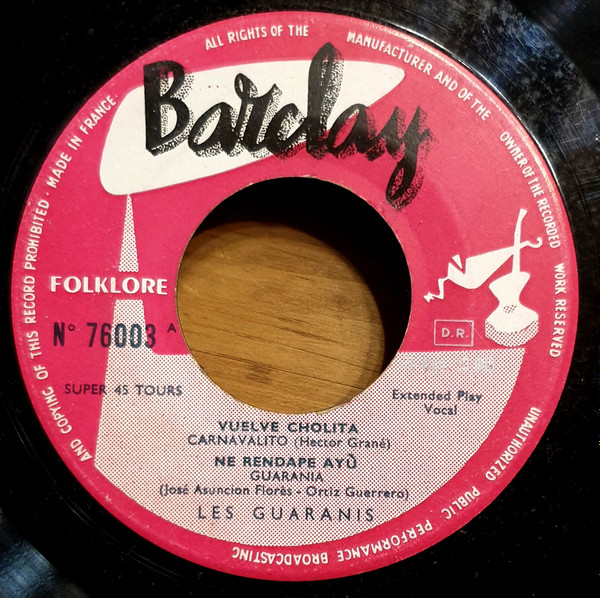 Barclay
ALL RIGHTS OF THE MANUFACTURER AND OF THE OWNER OF THE RECORDED WORK RESERVED
UNAUTHORIZED PUBLIC PERFORMANCE BROADCASTING
AND COPYING OF THIS RECORD PROHIBITED · MADE IN FRANCE ·
FOLKLORE
N° 76003 A
D.R.
SUPER 45 TOURS
Extended Play
Vocal
VUELVE CHOLITA
CARNAVALITO (Hector Grané)
NE RENDAPE AYÙ
GUARANIA
(José Asuncion Florès - Ortiz Guerrero)
LES GUARANIS